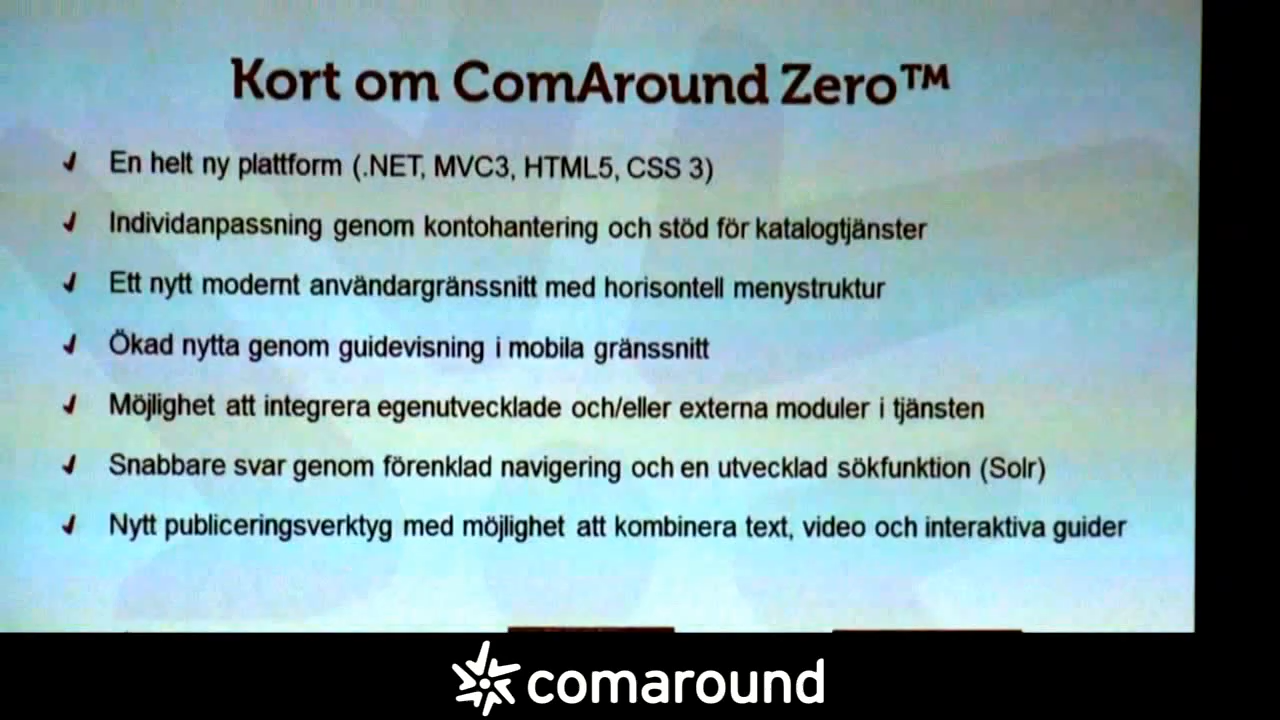 Kort om ComAround Zero™
En helt ny plattform (.NET, MVC3, HTML5, CSS 3)
Individanpassning genom kontohantering och stöd för katalogtjänster
Ett nytt modernt användargränssnitt med horisontell menystruktur
Ökad nytta genom guidevisning i mobila gränssnitt
Möjlighet att integrera egenutvecklade och/eller externa moduler i tjänsten
Snabbare svar genom förenklad navigering och en utvecklad sökfunktion (Solr)
Nytt publiceringsverktyg med möjlighet att kombinera text, video och interaktiva guider
comaround